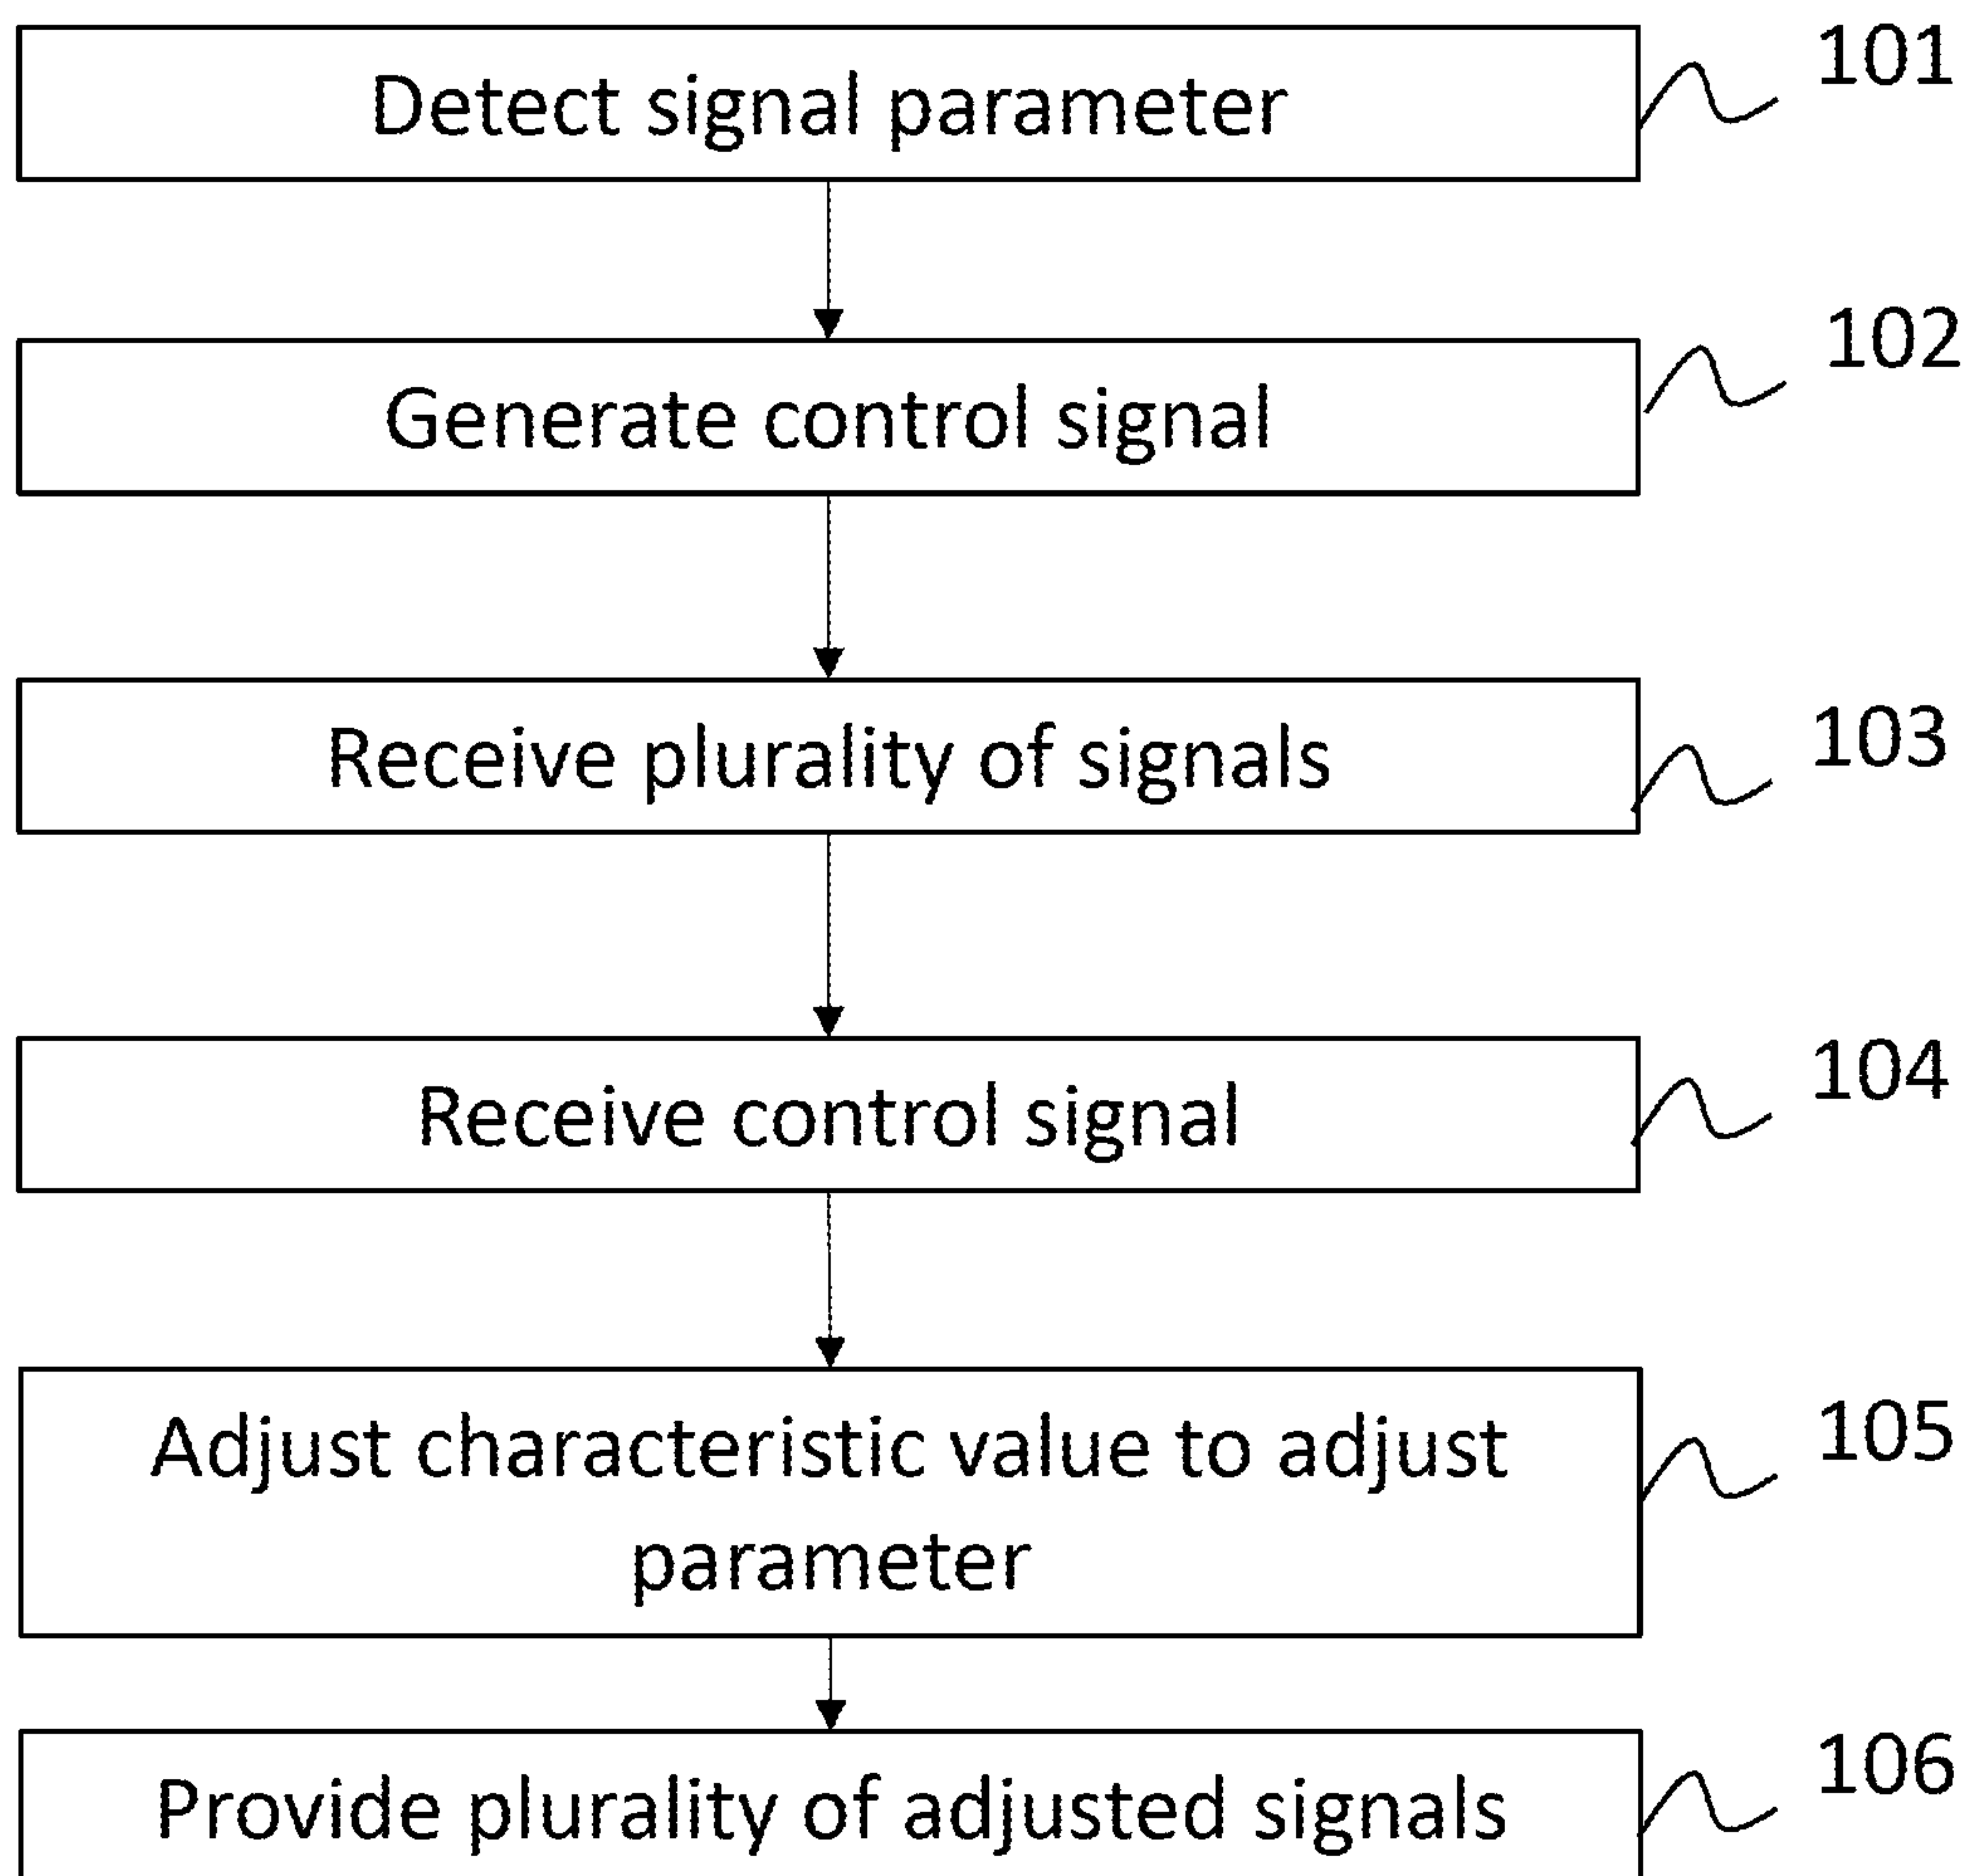 Detect signal parameter
101
Generate control signal
102
Receive plurality of signals
103
Receive control signal
104
Adjust characteristic value to adjust
parameter
105
Provide plurality of adjusted signals
106